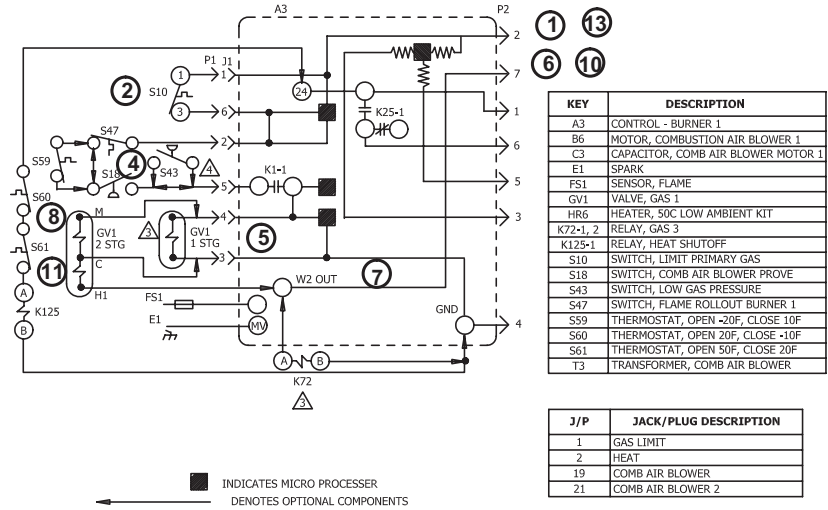 A3
P2
2
1
13
7
6
10
P1
J1
1
1
2
S10
3
24
6
K25-1
1
6
2
S47
S59
4
S18
S43
4
5
K1-1
5
S60
8
M
GV1
2 STG
3
GV1
1 STG
4
5
3
S61
11
C
3
H1
W2 OUT
7
A
K125
B
FS1
E1
MV
GND
4
A
B
K72
3
KEY DESCRIPTION
A3 CONTROL - BURNER 1
B6 MOTOR, COMBUSTION AIR BLOWER 1
C3 CAPACITOR, COMB AIR BLOWER MOTOR 1
E1 SPARK
FS1 SENSOR, FLAME
GV1 VALVE, GAS 1
HR6 HEATER, 50C LOW AMBIENT KIT
K72-1, 2 RELAY, GAS 3
K125-1 RELAY, HEAT SHUTOFF
S10 SWITCH, LIMIT PRIMARY GAS
S18 SWITCH, COMB AIR BLOWER PROVE
S43 SWITCH, LOW GAS PRESSURE
S47 SWITCH, FLAME ROLLOUT BURNER 1
S59 THERMOSTAT, OPEN -20F, CLOSE 10F
S60 THERMOSTAT, OPEN 20F, CLOSE -10F
S61 THERMOSTAT, OPEN 50F, CLOSE 20F
T3 TRANSFORMER, COMB AIR BLOWER
J/P JACK/PLUG DESCRIPTION
1 GAS LIMIT
2 HEAT
19 COMB AIR BLOWER
21 COMB AIR BLOWER 2
INDICATES MICRO PROCESSER
DENOTES OPTIONAL COMPONENTS